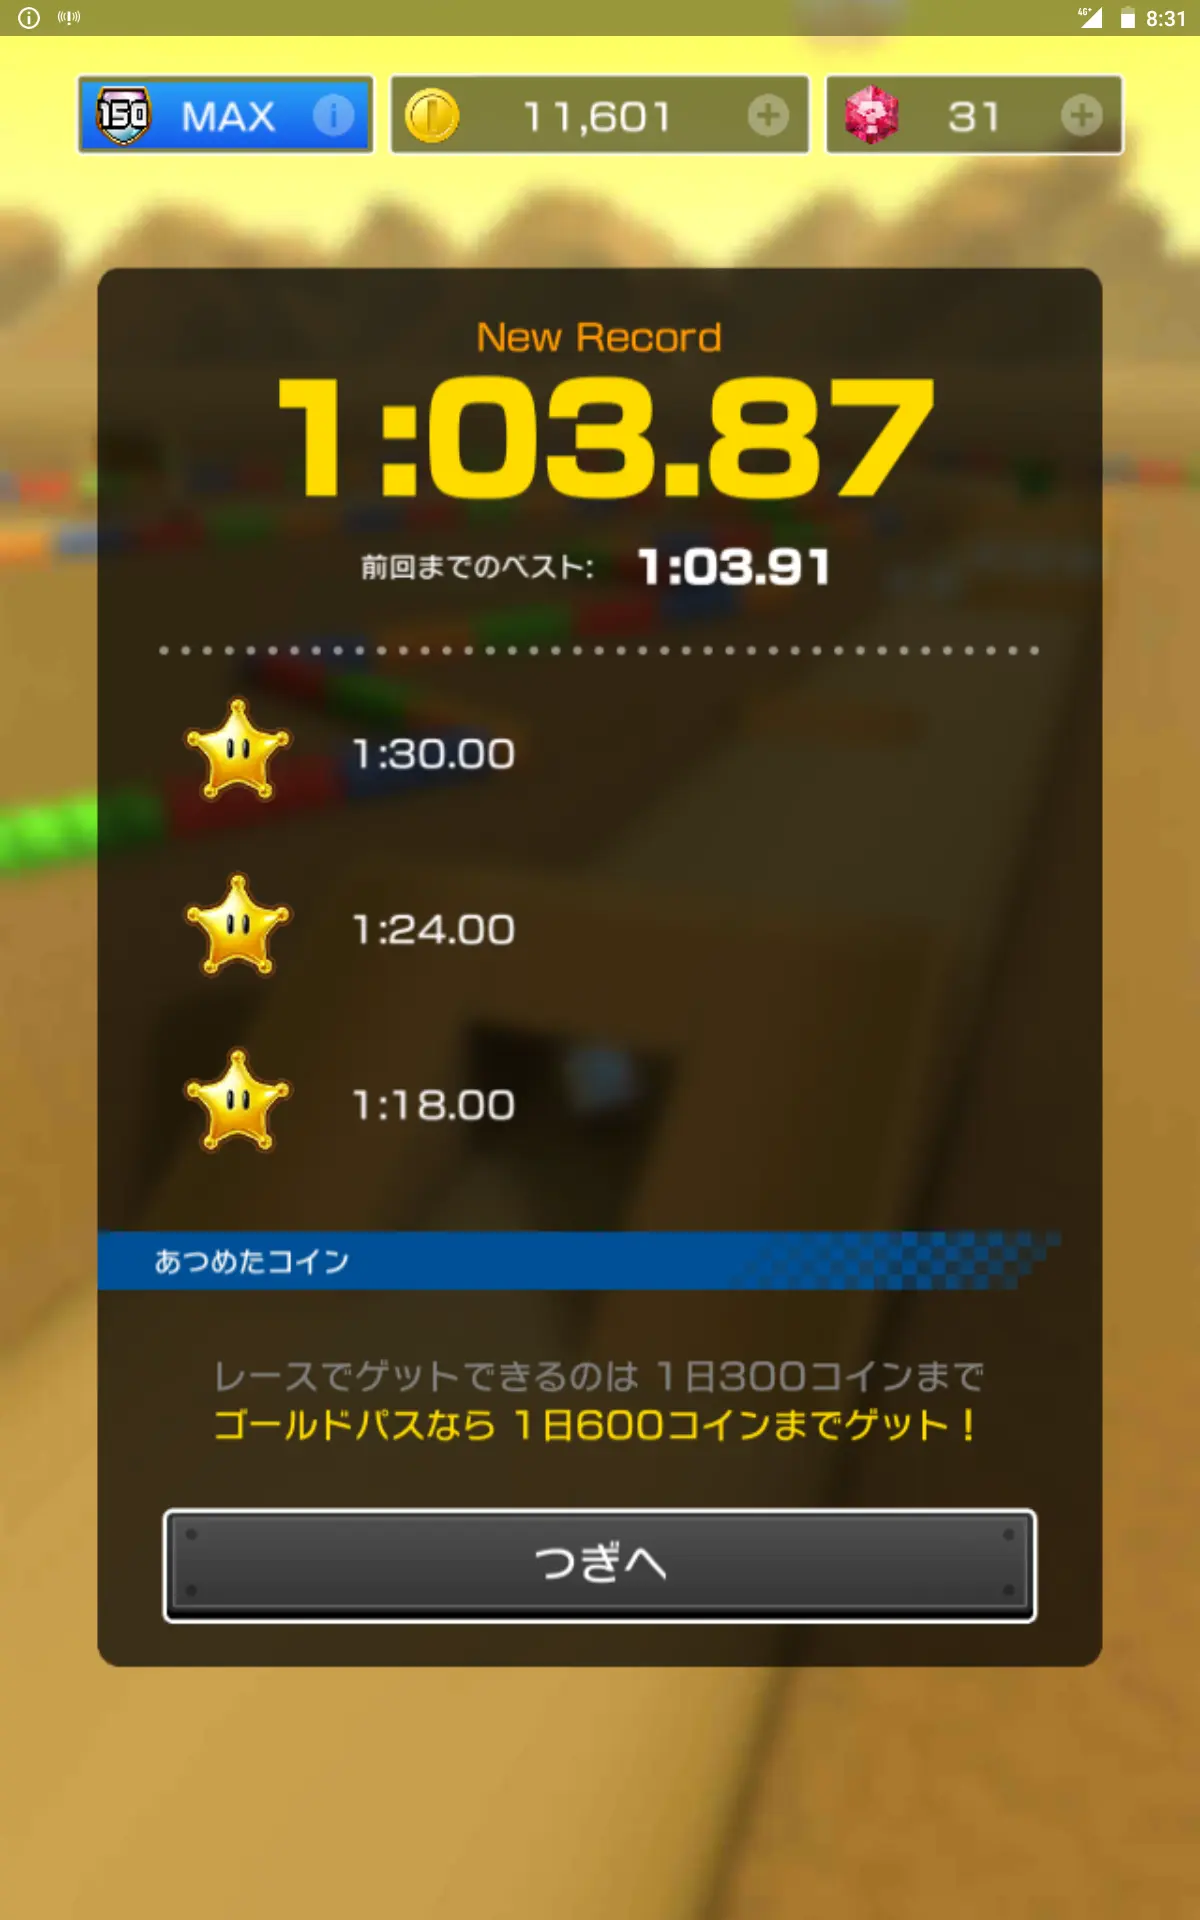 4G+ 8:31
150 MAX i 11,601 + 31 +
New Record
1:03.87
前回までのベスト: 1:03.91
1:30.00
1:24.00
1:18.00
あつめたコイン
レースでゲットできるのは 1日300コインまで
ゴールドパスなら 1日600コインまでゲット！
つぎへ